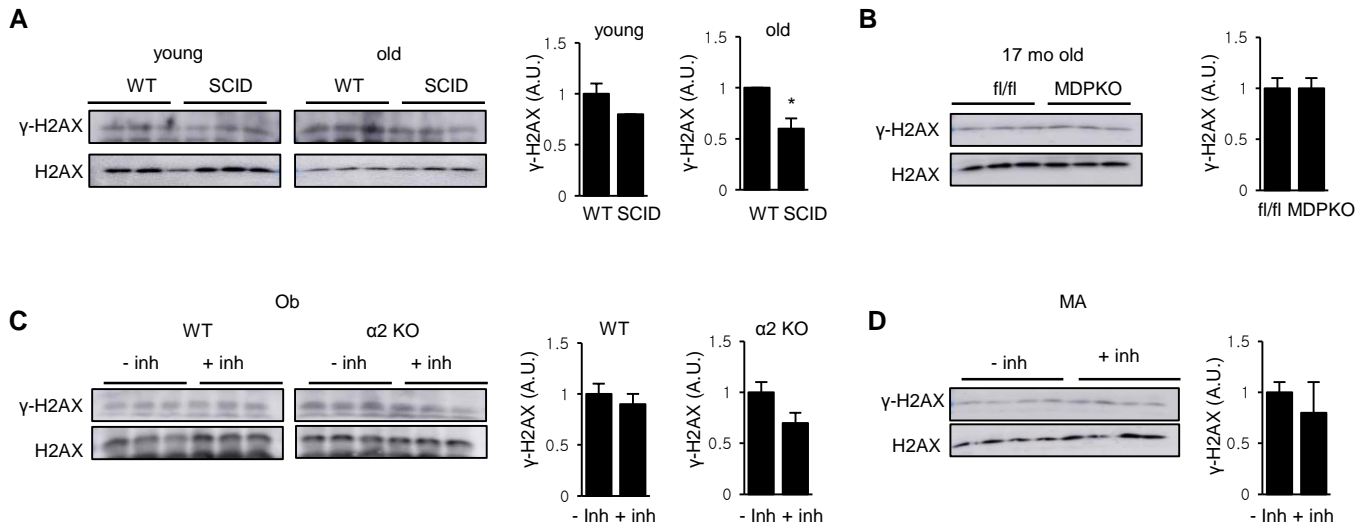 A
young
old
WT
SCID
WT
SCID
γ-H2AX
H2AX
γ-H2AX (A.U.)
young
1.5
1
0.5
0
WT SCID
γ-H2AX (A.U.)
old
1.5
1
0.5
0
*
WT SCID
B
17 mo old
fl/fl
MDPKO
γ-H2AX
H2AX
γ-H2AX (A.U.)
1.5
1
0.5
0
fl/fl MDPKO
C
Ob
WT
α2 KO
- inh
+ inh
- inh
+ inh
γ-H2AX
H2AX
γ-H2AX (A.U.)
WT
1.5
1
0.5
0
- Inh + inh
γ-H2AX (A.U.)
α2 KO
1.5
1
0.5
0
- Inh + inh
D
MA
- inh
+ inh
γ-H2AX
H2AX
γ-H2AX (A.U.)
1.5
1
0.5
0
- Inh + inh